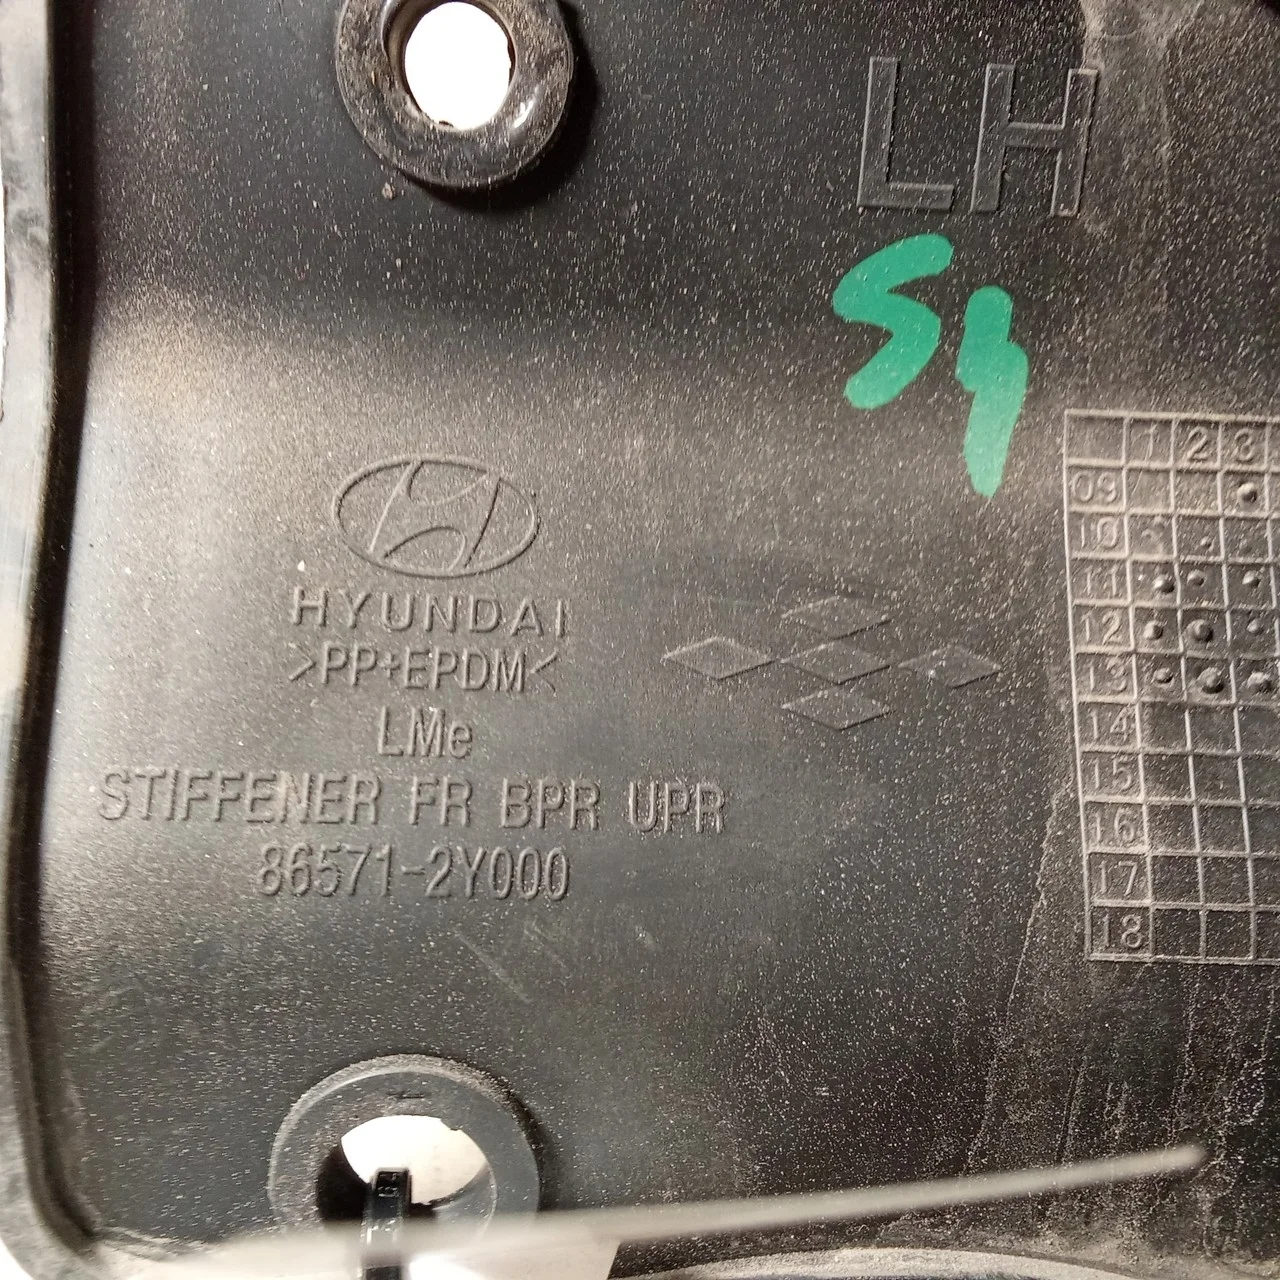 LH
HYUNDAI
>PP+EPDM<
LMe
STIFFENER FR BPR UPR
86571-2Y000
1 2 3
09
10
11
12
13
14
15
16
17
18